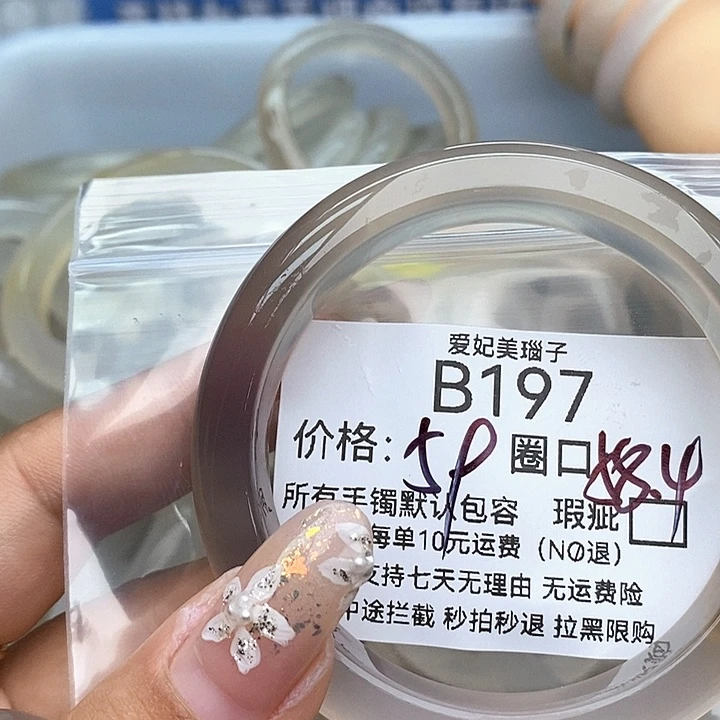 爱妃美瑙子
B197
价格: 59 圈口 58.4
所有手镯默认包容 瑕疵
每单10元运费（NO退）
支持七天无理由 无运费险
中途拦截 秒拍秒退 拉黑限购